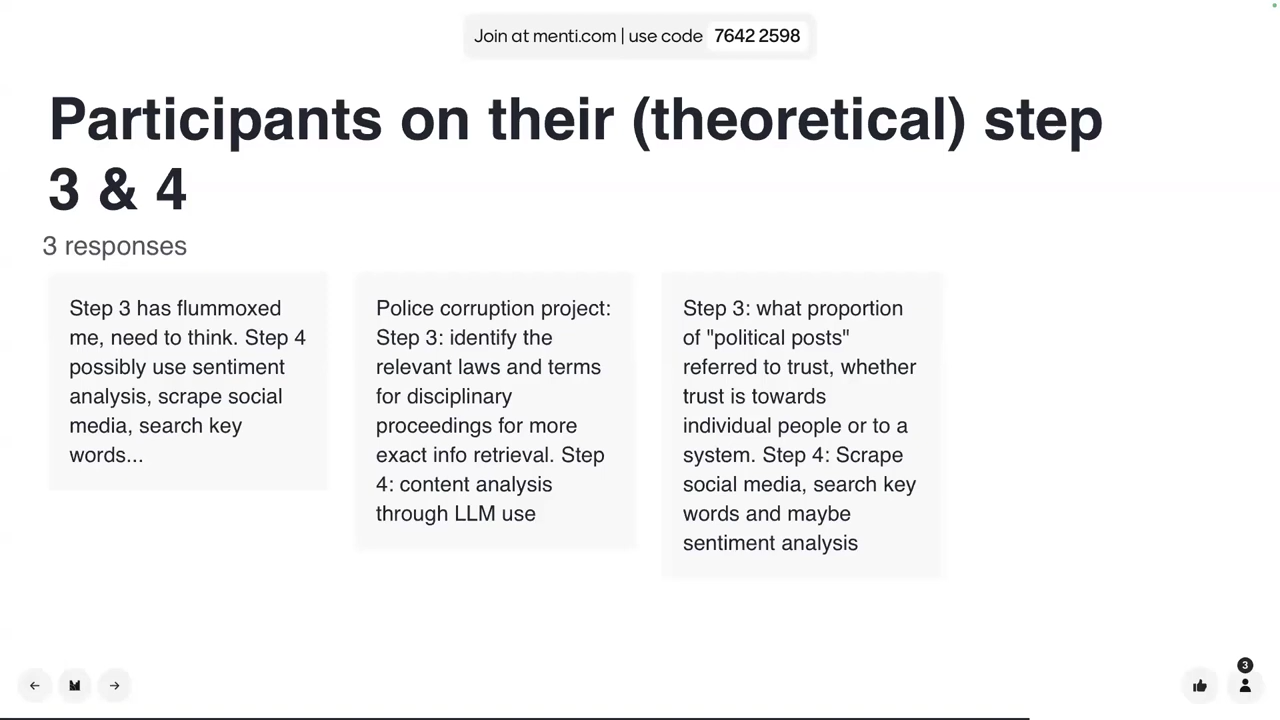 Join at menti.com | use code 7642 2598
Participants on their (theoretical) step
3 & 4
3 responses
Step 3 has flummoxed
me, need to think. Step 4
possibly use sentiment
analysis, scrape social
media, search key
words...
Police corruption project:
Step 3: identify the
relevant laws and terms
for disciplinary
proceedings for more
exact info retrieval. Step
4: content analysis
through LLM use
Step 3: what proportion
of "political posts"
referred to trust, whether
trust is towards
individual people or to a
system. Step 4: Scrape
social media, search key
words and maybe
sentiment analysis
3